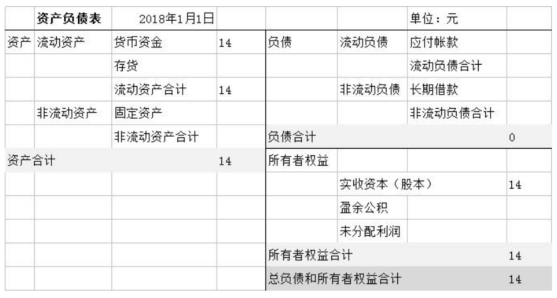 资产负债表 2018年1月1日 单位：元
资产 流动资产 货币资金 14 负债 流动负债 应付帐款
存货 流动负债合计
流动资产合计 14 非流动负债 长期借款
非流动资产 固定资产 非流动负债合计
非流动资产合计 负债合计 0
资产合计 14 所有者权益
实收资本（股本） 14
盈余公积
未分配利润
所有者权益合计 14
总负债和所有者权益合计 14